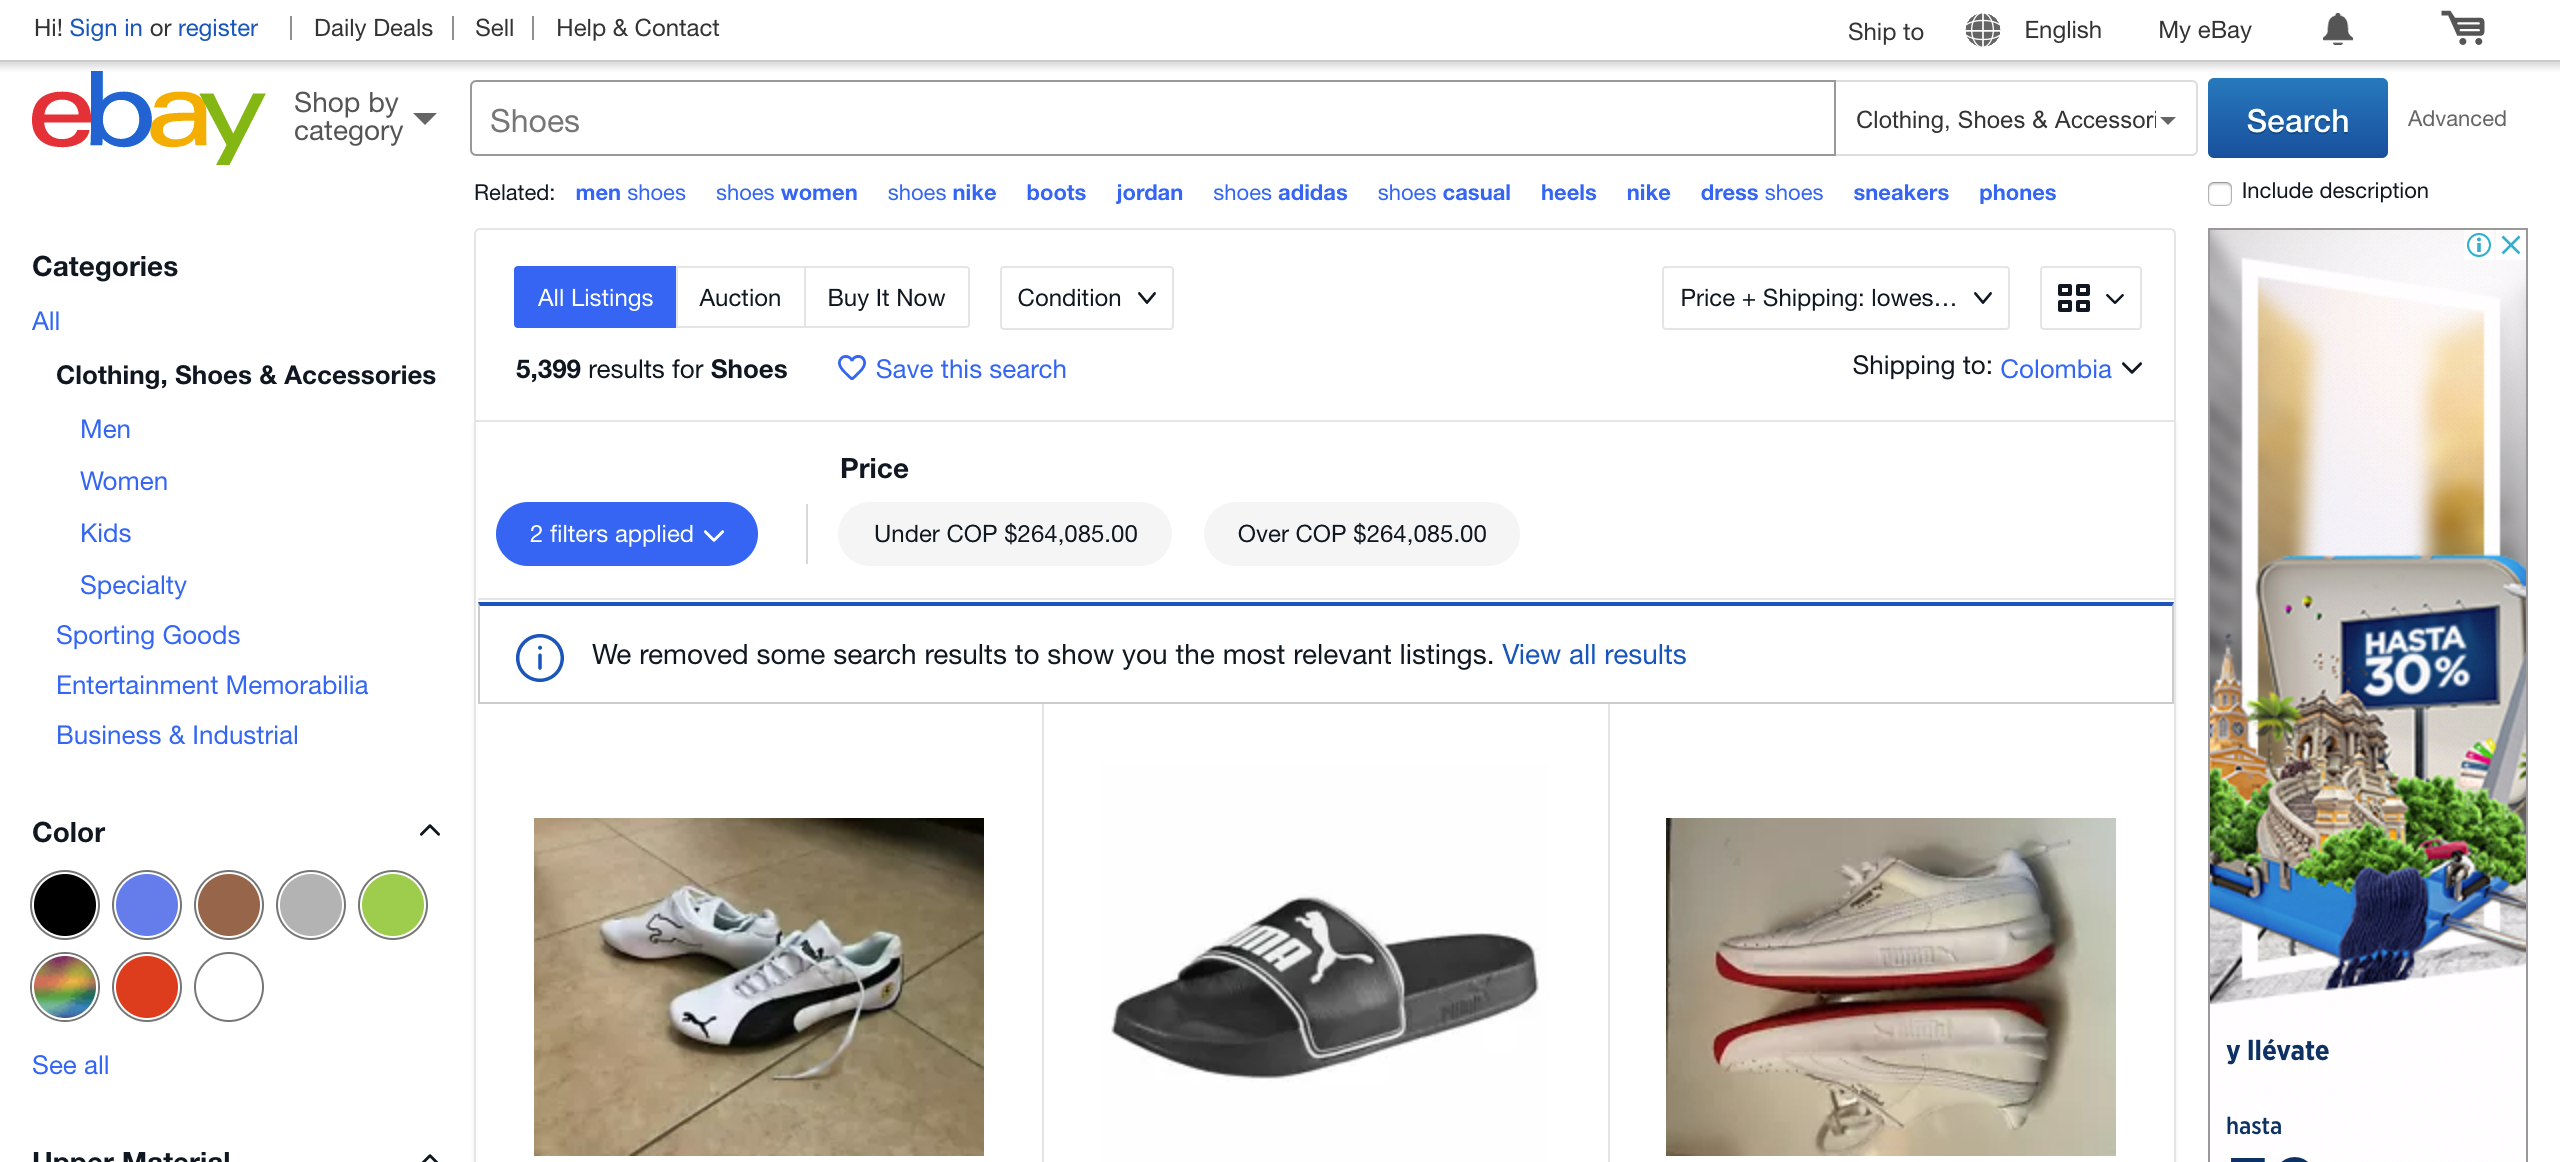 Hi! Sign in or register
Daily Deals
Sell
Help & Contact
Ship to
English
My eBay
ebay
Shop by
category
Shoes
Clothing, Shoes & Accessori
Search
Advanced
Related: men shoes shoes women shoes nike boots jordan shoes adidas shoes casual heels nike dress shoes sneakers phones
Include description
Categories
All
Clothing, Shoes & Accessories
Men
Women
Kids
Specialty
Sporting Goods
Entertainment Memorabilia
Business & Industrial
Color
See all
Upper Material
All Listings
Auction
Buy It Now
Condition
Price + Shipping: lowes...
5,399 results for Shoes
Save this search
Shipping to: Colombia
Price
2 filters applied
Under COP $264,085.00
Over COP $264,085.00
We removed some search results to show you the most relevant listings. View all results
PUMA
HASTA
30%
y llévate
hasta